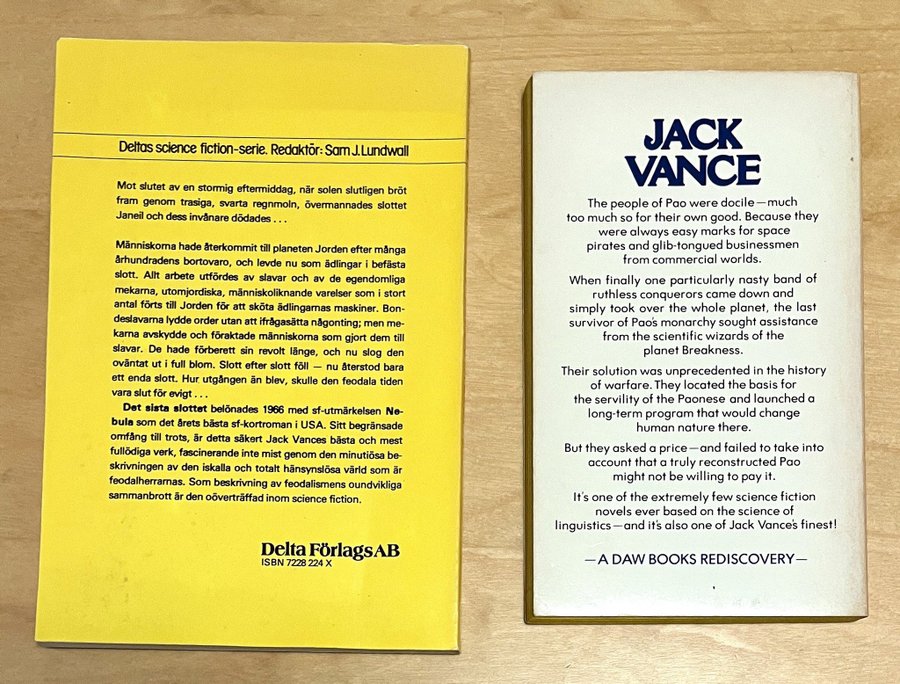 Deltas science fiction-serie. Redaktör: Sam J. Lundwall
Mot slutet av en stormig eftermiddag, när solen slutligen bröt
fram genom trasiga, svarta regnmoln, övermannades slottet
Janeil och dess invånare dödades . . .
Människorna hade återkommit till planeten Jorden efter många
århundradens bortovaro, och levde nu som ädlingar i befästa
slott. Allt arbete utfördes av slavar och av de egendomliga
mekarna, utomjordiska, människoliknande varelser som i stort
antal förts till Jorden för att sköta ädlingarnas maskiner. Bon-
deslavarna lydde order utan att ifrågasätta någonting; men me-
karna avskydde och föraktade människorna som gjort dem till
slavar. De hade förberett sin revolt länge, och nu slog den
oväntat ut i full blom. Slott efter slott föll — nu återstod bara
ett enda slott. Hur utgången än blev, skulle den feodala tiden
vara slut för evigt . . .
Det sista slottet belönades 1966 med sf-utmärkelsen Ne-
bula som det årets bästa sf-kortroman i USA. Sitt begränsade
omfång till trots, är detta säkert Jack Vances bästa och mest
fullödiga verk, fascinerande inte mist genom den minutiösa be-
skrivningen av den iskalla och totalt hänsynslösa värld som är
feodalherrarnas. Som beskrivning av feodalismens oundvikliga
sammanbrott är den oöverträffad inom science fiction.
Delta Förlags AB
ISBN 7228 224 X
JACK
VANCE
The people of Pao were docile—much
too much so for their own good. Because they
were always easy marks for space
pirates and glib-tongued businessmen
from commercial worlds.
When finally one particularly nasty band of
ruthless conquerors came down and
simply took over the whole planet, the last
survivor of Pao's monarchy sought assistance
from the scientific wizards of the
planet Breakness.
Their solution was unprecedented in the history
of warfare. They located the basis for
the servility of the Paonese and launched a
long-term program that would change
human nature there.
But they asked a price—and failed to take into
account that a truly reconstructed Pao
might not be willing to pay it.
It's one of the extremely few science fiction
novels ever based on the science of
linguistics—and it's also one of Jack Vance's finest!
—A DAW BOOKS REDISCOVERY—